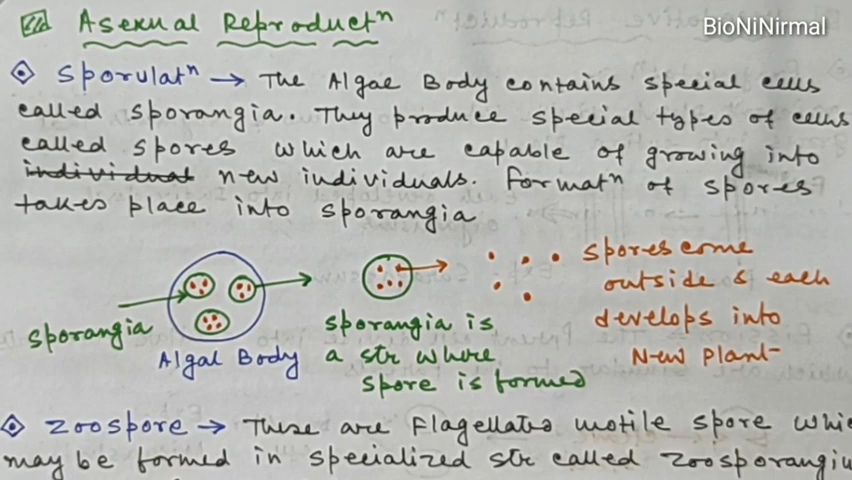 BioNiNirmal
Asexual Reproductⁿ
Sporulatⁿ → The Algae Body contains special cells
called sporangia. They produce special types of cells
called spores which are capable of growing into
individual new individuals. Formatⁿ of spores
takes place into sporangia
Sporangia
Algal Body
sporangia is
a str where
spore is formed
spores come
outside & each
develops into
New plant
Zoospore → These are Flagellated motile spore whic
may be formed in specialized str called Zoosporangiu